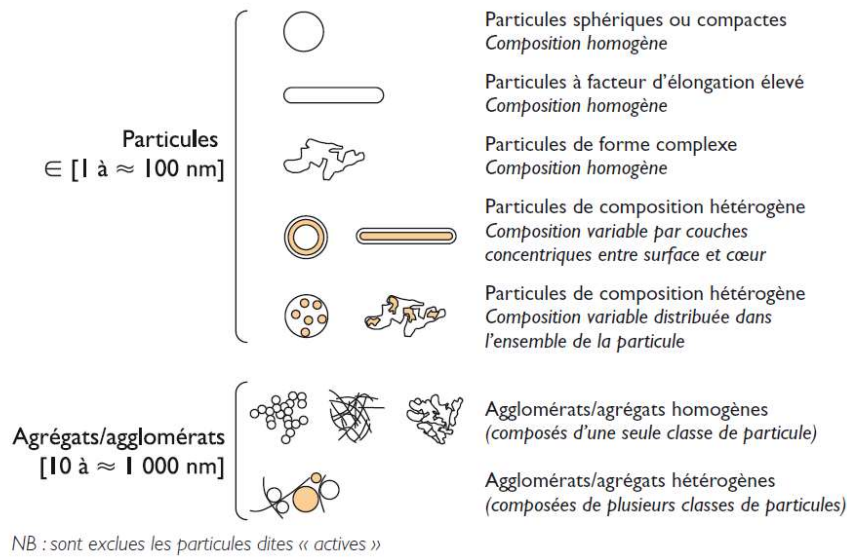 Particules sphériques ou compactes
Composition homogène
Particules à facteur d'élongation élevé
Composition homogène
Particules
∈ [1 à ≈ 100 nm]
Particules de forme complexe
Composition homogène
Particules de composition hétérogène
Composition variable par couches
concentriques entre surface et cœur
Particules de composition hétérogène
Composition variable distribuée dans
l'ensemble de la particule
Agrégats/agglomérats
[10 à ≈ 1 000 nm]
Agglomérats/agrégats homogènes
(composés d'une seule classe de particule)
Agglomérats/agrégats hétérogènes
(composées de plusieurs classes de particules)
NB : sont exclues les particules dites « actives »